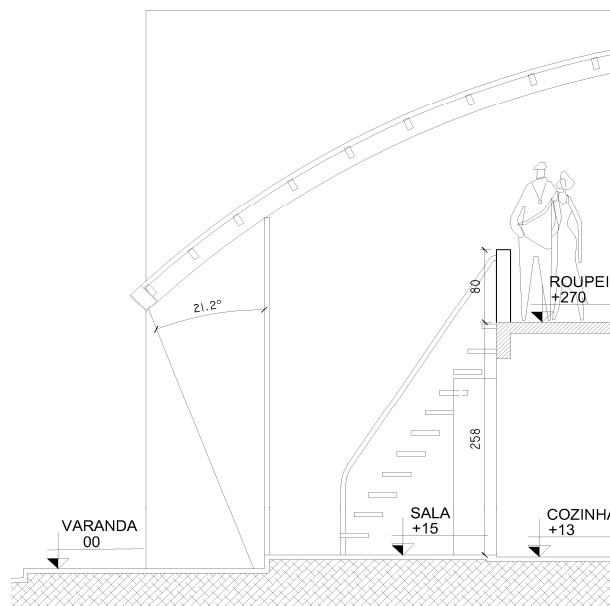 21.2°
80
ROUPEI
+270
258
VARANDA
00
SALA
+15
COZINHA
+13